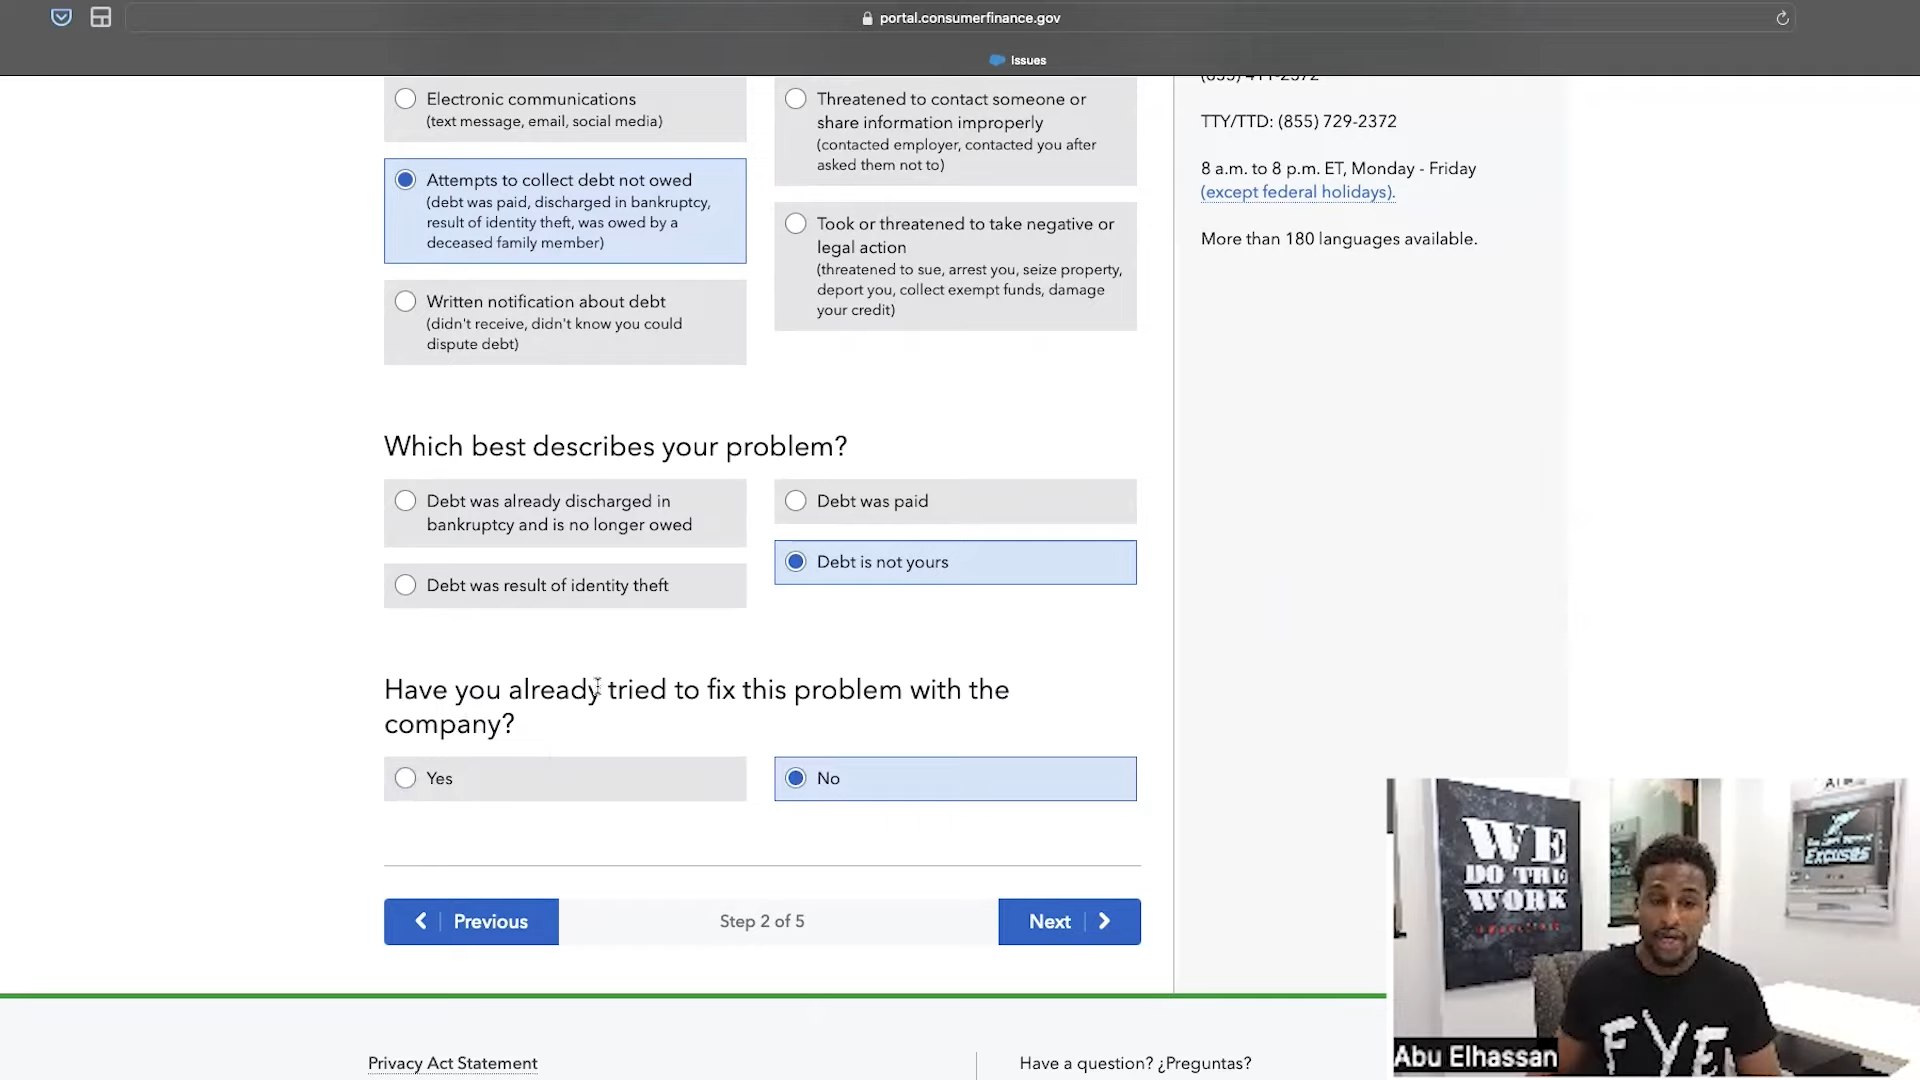 portal.consumerfinance.gov
Issues
Electronic communications
(text message, email, social media)
Attempts to collect debt not owed
(debt was paid, discharged in bankruptcy,
result of identity theft, was owed by a
deceased family member)
Written notification about debt
(didn't receive, didn't know you could
dispute debt)
Threatened to contact someone or
share information improperly
(contacted employer, contacted you after
asked them not to)
Took or threatened to take negative or
legal action
(threatened to sue, arrest you, seize property,
deport you, collect exempt funds, damage
your credit)
(855) 411-2372
TTY/TTD: (855) 729-2372
8 a.m. to 8 p.m. ET, Monday - Friday
(except federal holidays).
More than 180 languages available.
Which best describes your problem?
Debt was already discharged in
bankruptcy and is no longer owed
Debt was result of identity theft
Debt was paid
Debt is not yours
Have you already tried to fix this problem with the
company?
Yes
No
Previous
Step 2 of 5
Next
Privacy Act Statement
Have a question? ¿Preguntas?
WE
DO THE
WORK
Excuses
FYE
Abu Elhassan